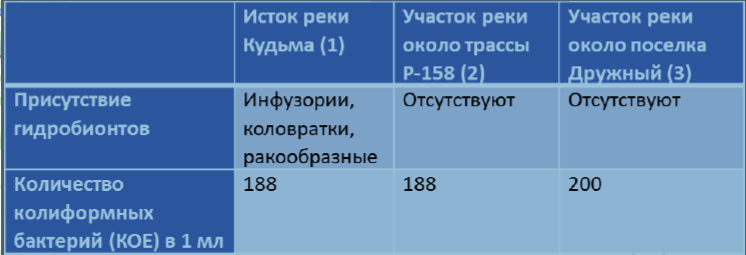 Исток реки
Кудьма (1)
Участок реки
около трассы
Р-158 (2)
Участок реки
около поселка
Дружный (3)
Присутствие
гидробионтов
Инфузории,
коловратки,
ракообразные
Отсутствуют
Отсутствуют
Количество
колиформных
бактерий (КОЕ) в 1 мл
188
188
200